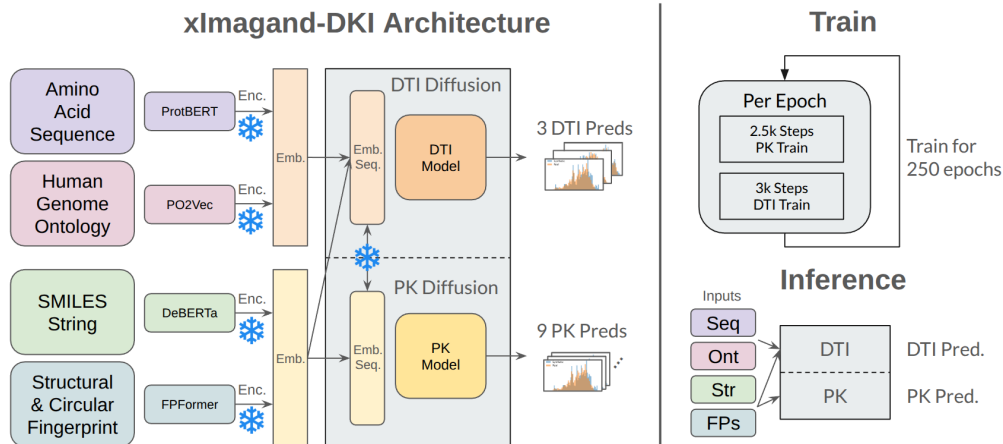 xImagand-DKI Architecture
Amino
Acid
Sequence
ProtBERT
Enc.
Human
Genome
Ontology
PO2Vec
Enc.
Emb.
SMILES
String
DeBERTa
Enc.
Structural
& Circular
Fingerprint
FPFormer
Enc.
Emb.
DTI Diffusion
Emb.
Seq.
DTI
Model
3 DTI Preds
PK Diffusion
Emb.
Seq.
PK
Model
9 PK Preds
Train
Per Epoch
2.5k Steps
PK Train
3k Steps
DTI Train
Train for
250 epochs
Inference
Inputs
Seq
Ont
Str
FPs
DTI
PK
DTI Pred.
PK Pred.